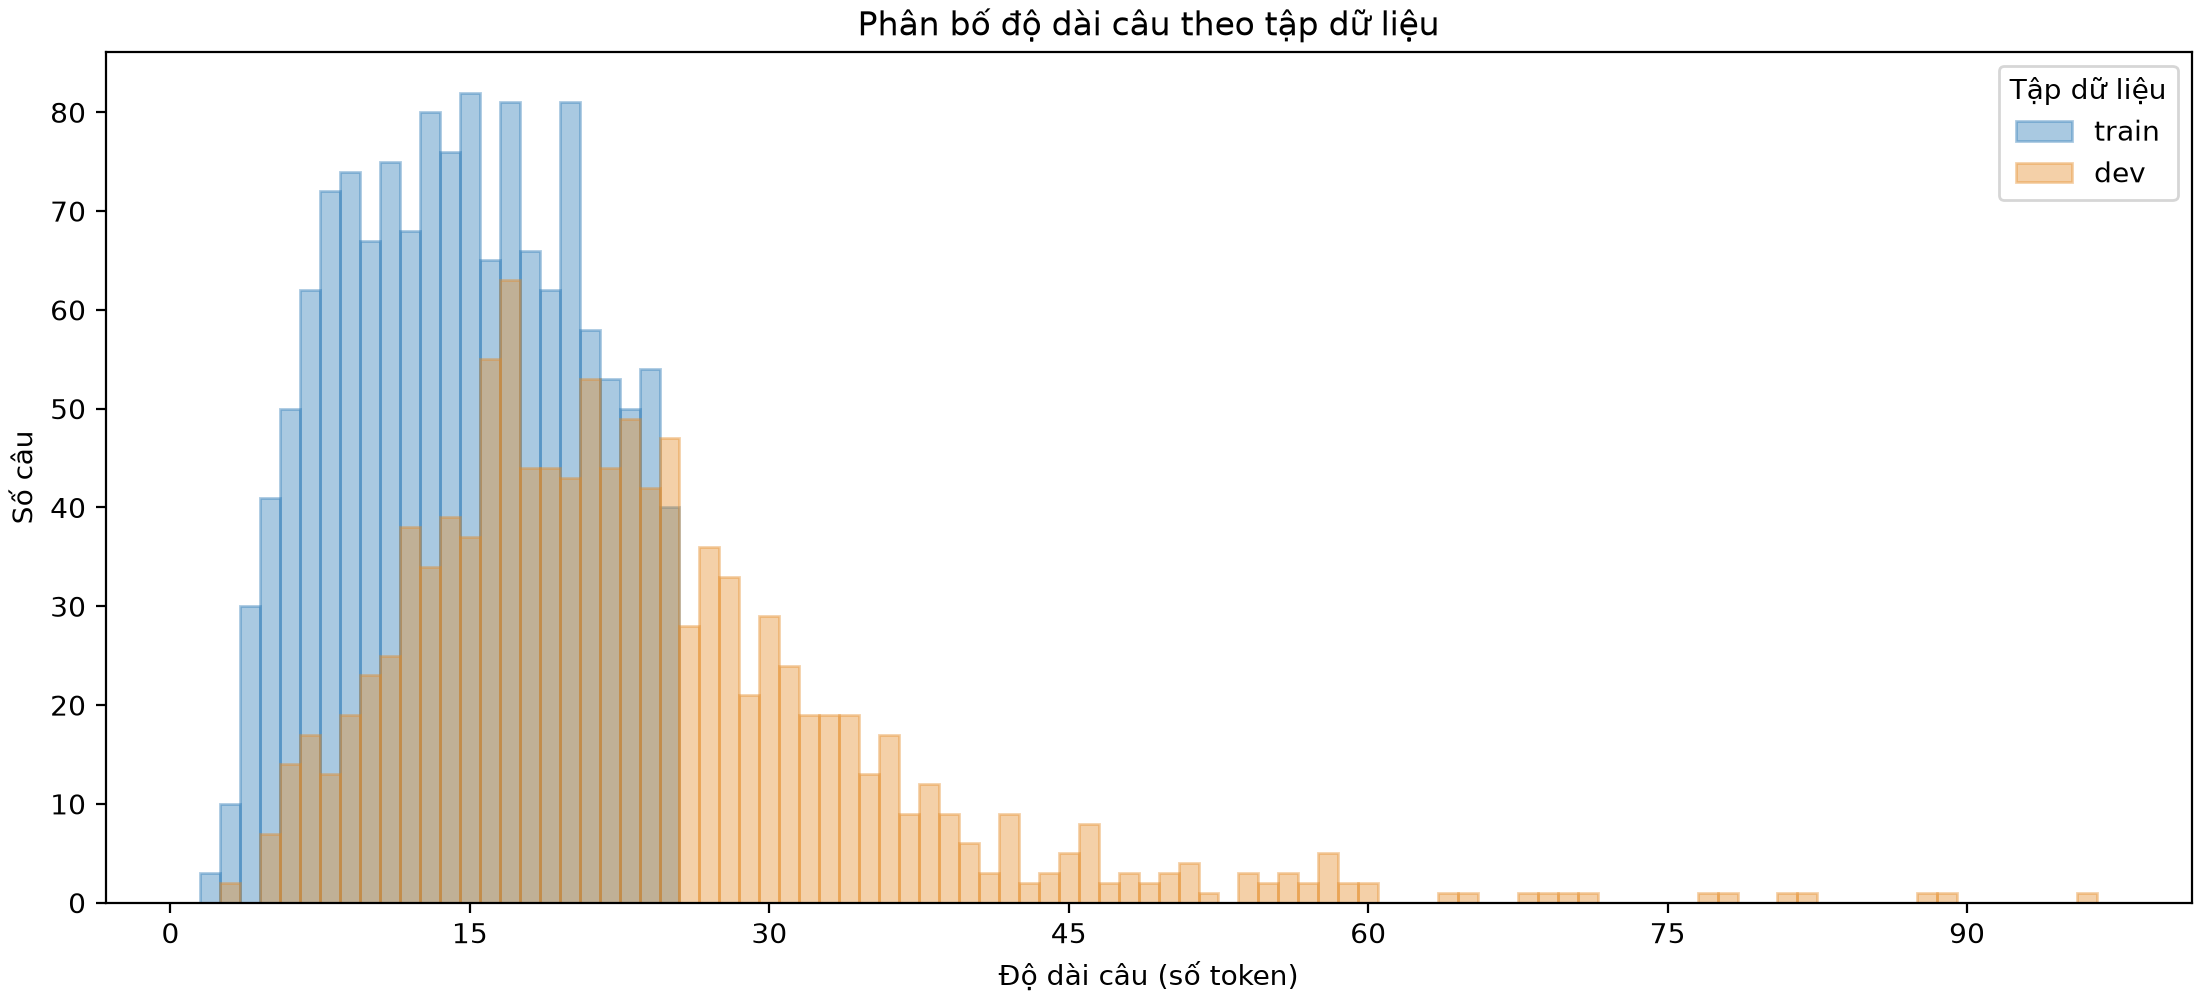 Phân bố độ dài câu theo tập dữ liệu
Tập dữ liệu
train
dev
Số câu
80
70
60
50
40
30
20
10
0
0 15 30 45 60 75 90
Độ dài câu (số token)